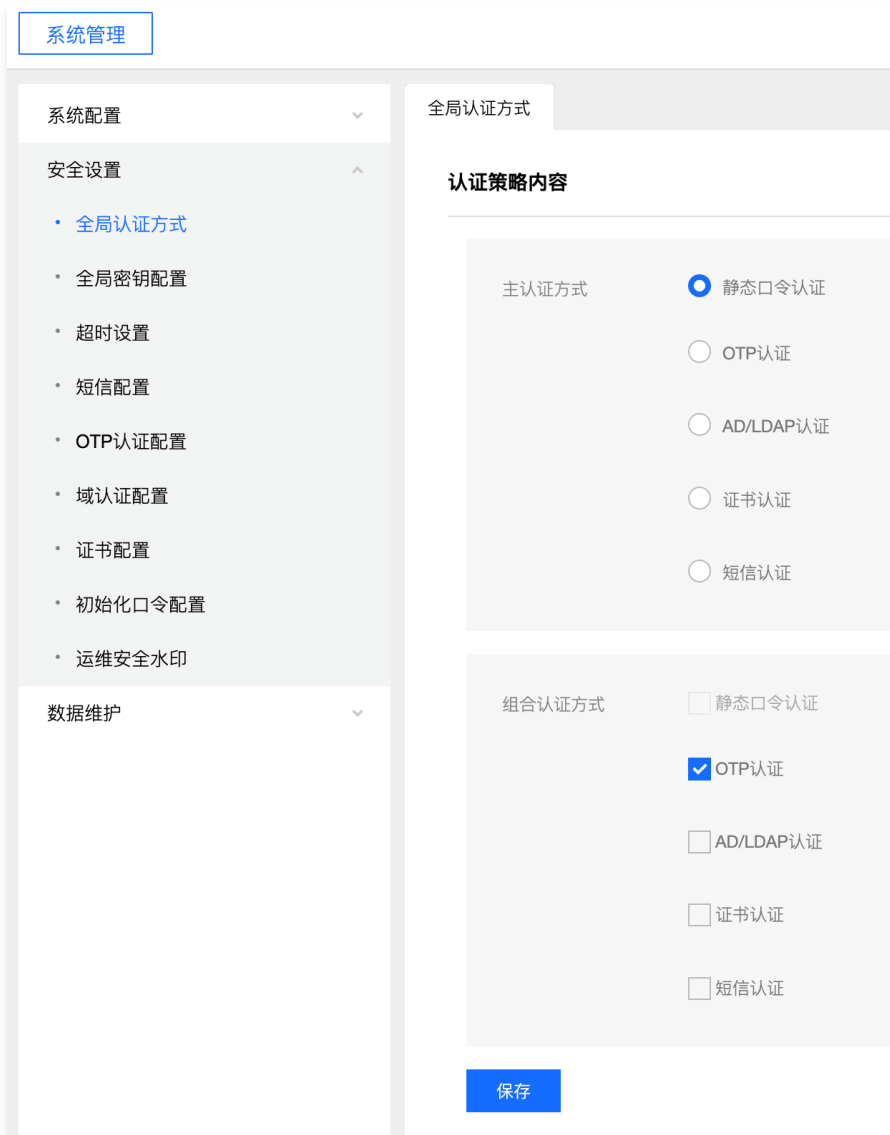 系统管理
系统配置
安全设置
全局认证方式
全局密钥配置
超时设置
短信配置
OTP认证配置
域认证配置
证书配置
初始化口令配置
运维安全水印
数据维护
全局认证方式
认证策略内容
主认证方式
静态口令认证
OTP认证
AD/LDAP认证
证书认证
短信认证
组合认证方式
静态口令认证
OTP认证
AD/LDAP认证
证书认证
短信认证
保存